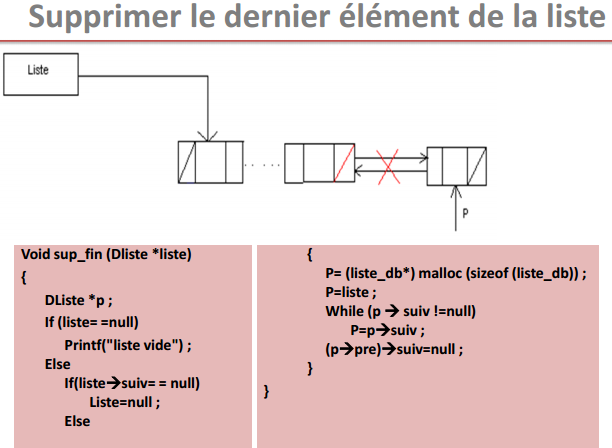 Supprimer le dernier élément de la liste
Liste
p
Void sup_fin (Dliste *liste)
{
DListe *p ;
If (liste= =null)
Printf("liste vide") ;
Else
If(liste➔suiv= = null)
Liste=null ;
Else
{
P= (liste_db*) malloc (sizeof (liste_db)) ;
P=liste ;
While (p ➔ suiv !=null)
P=p➔suiv ;
(p➔pre)➔suiv=null ;
}
}